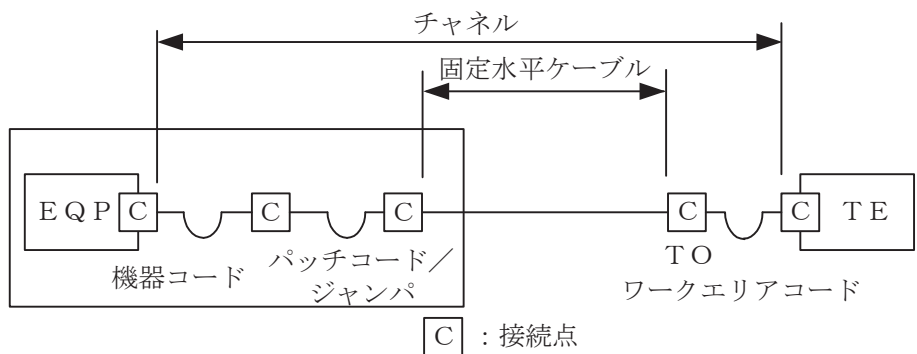 チャネル
固定水平ケーブル
EQP
C
C
C
C
C
TE
機器コード
パッチコード/
ジャンパ
TO
ワークエリアコード
C :接続点